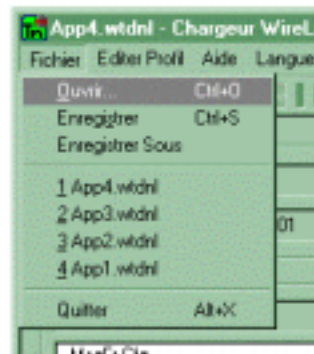 App4.wtdnl - Chargeur WireL
Fichier Editer Profil Aide Langue
Ouvrir... Ctrl+O
Enregistrer Ctrl+S
Enregistrer Sous
1 App4.wtdnl
2 App3.wtdnl
3 App2.wtdnl
4 App1.wtdnl
01
Quitter Alt+X